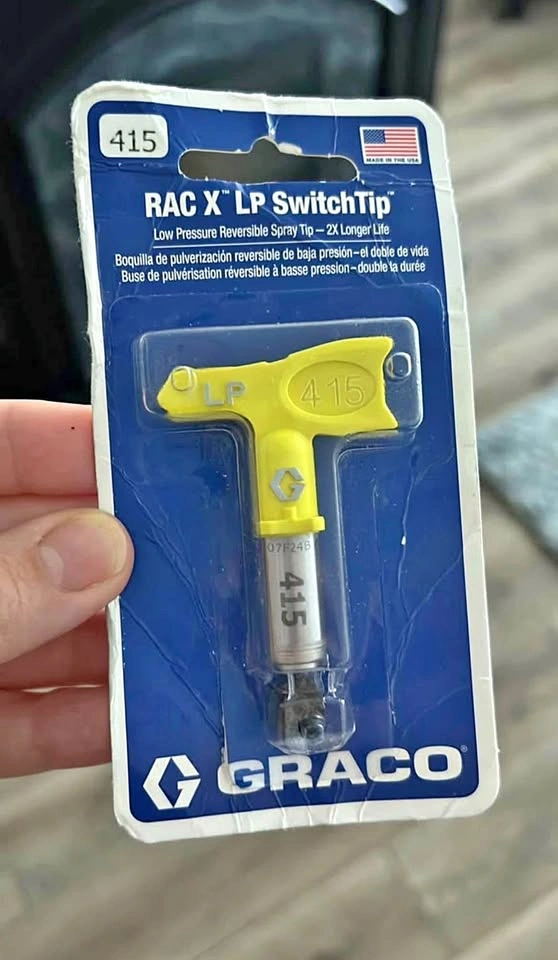 415
MADE IN THE USA
RAC X™ LP SwitchTip™
Low Pressure Reversible Spray Tip – 2X Longer Life
Boquilla de pulverización reversible de baja presión–el doble de vida
Buse de pulvérisation réversible à basse pression–double la durée
LP 415
G
07F24B
415
G GRACO®